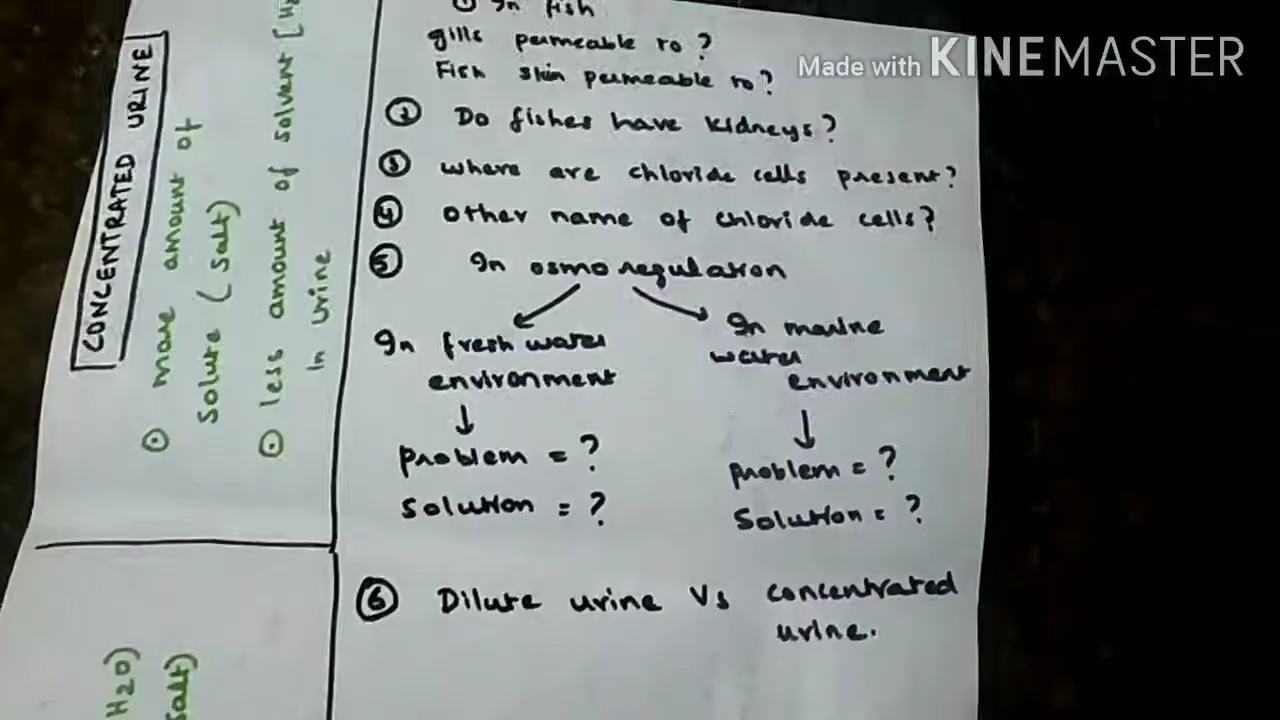 ① In fish
gills permeable to?
Fish skin permeable to?
② Do fishes have kidneys?
③ where are chloride cells present?
④ other name of chloride cells?
⑤ In osmoregulation
In fresh water
environment
problem = ?
solution = ?
In marine
water
environment
problem = ?
Solution = ?
⑥ Dilute urine Vs concentrated
urine.
CONCENTRATED URINE
more amount of
solute (salt)
less amount of solvent [H₂
in urine
H2O)
salt)
Made with KINEMASTER